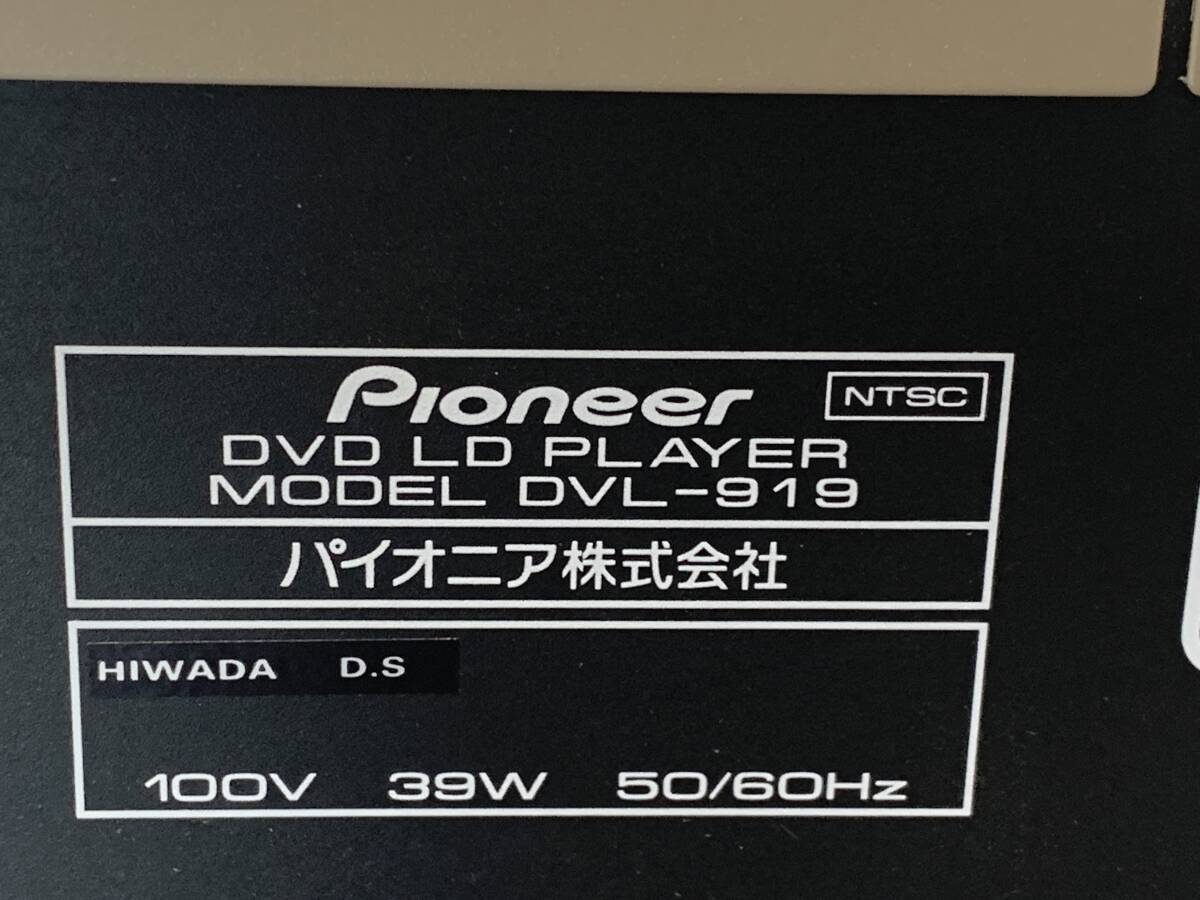 Pioneer NTSC
DVD LD PLAYER
MODEL DVL-919
パイオニア株式会社
HIWADA D.S
100V 39W 50/60Hz